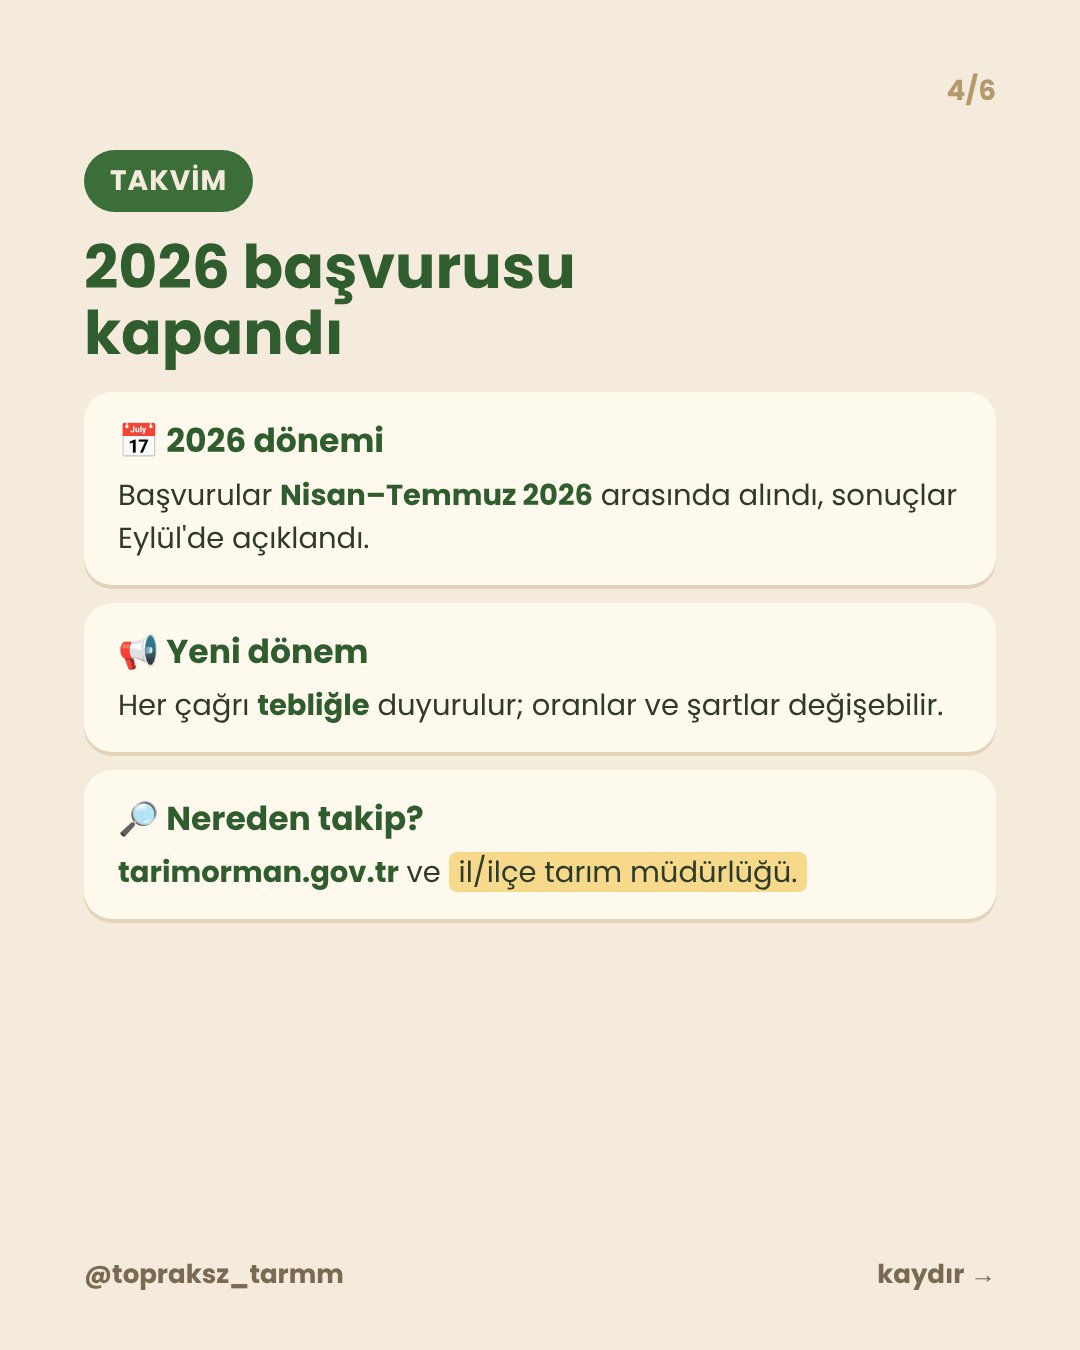 4/6
TAKVİM
2026 başvurusu
kapandı
📅 2026 dönemi
Başvurular Nisan–Temmuz 2026 arasında alındı, sonuçlar
Eylül'de açıklandı.
📢 Yeni dönem
Her çağrı tebliğle duyurulur; oranlar ve şartlar değişebilir.
🔎 Nereden takip?
tarimorman.gov.tr ve il/ilçe tarım müdürlüğü.
@topraksz_tarmm
kaydır →